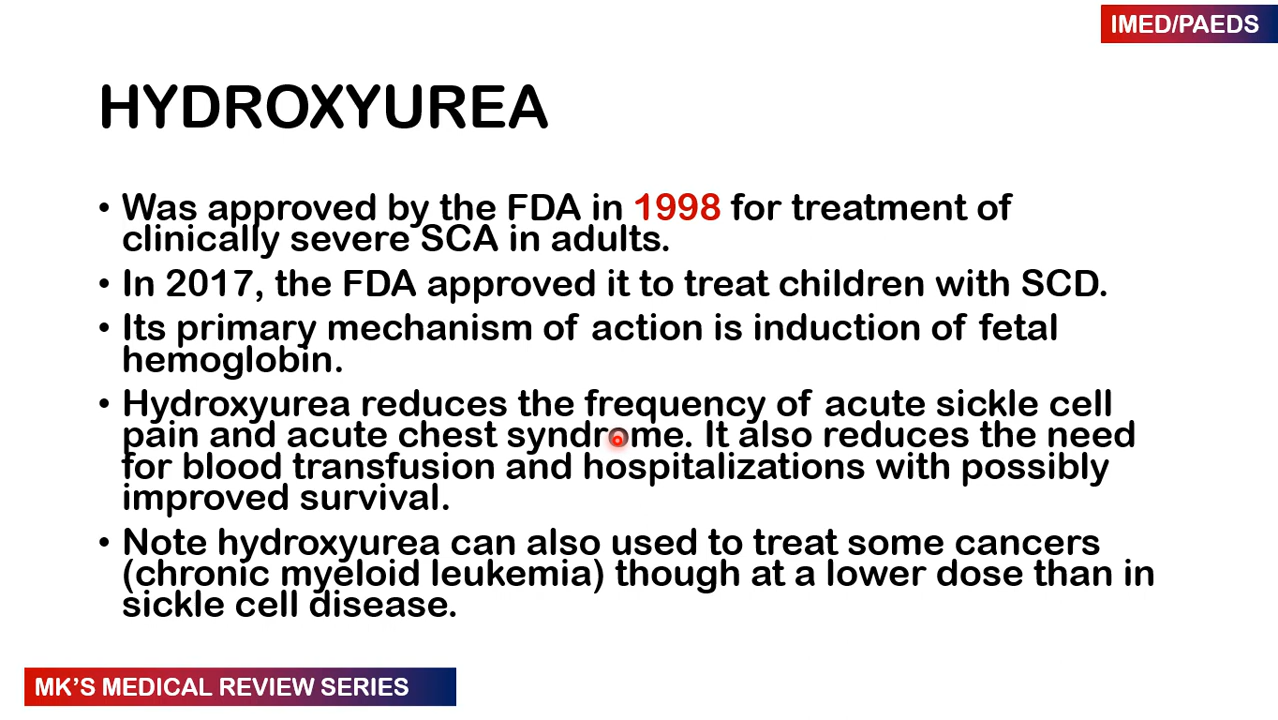 IMED/PAEDS
HYDROXYUREA
• Was approved by the FDA in 1998 for treatment of
clinically severe SCA in adults.
• In 2017, the FDA approved it to treat children with SCD.
• Its primary mechanism of action is induction of fetal
hemoglobin.
• Hydroxyurea reduces the frequency of acute sickle cell
pain and acute chest syndrome. It also reduces the need
for blood transfusion and hospitalizations with possibly
improved survival.
• Note hydroxyurea can also used to treat some cancers
(chronic myeloid leukemia) though at a lower dose than in
sickle cell disease.
MK'S MEDICAL REVIEW SERIES